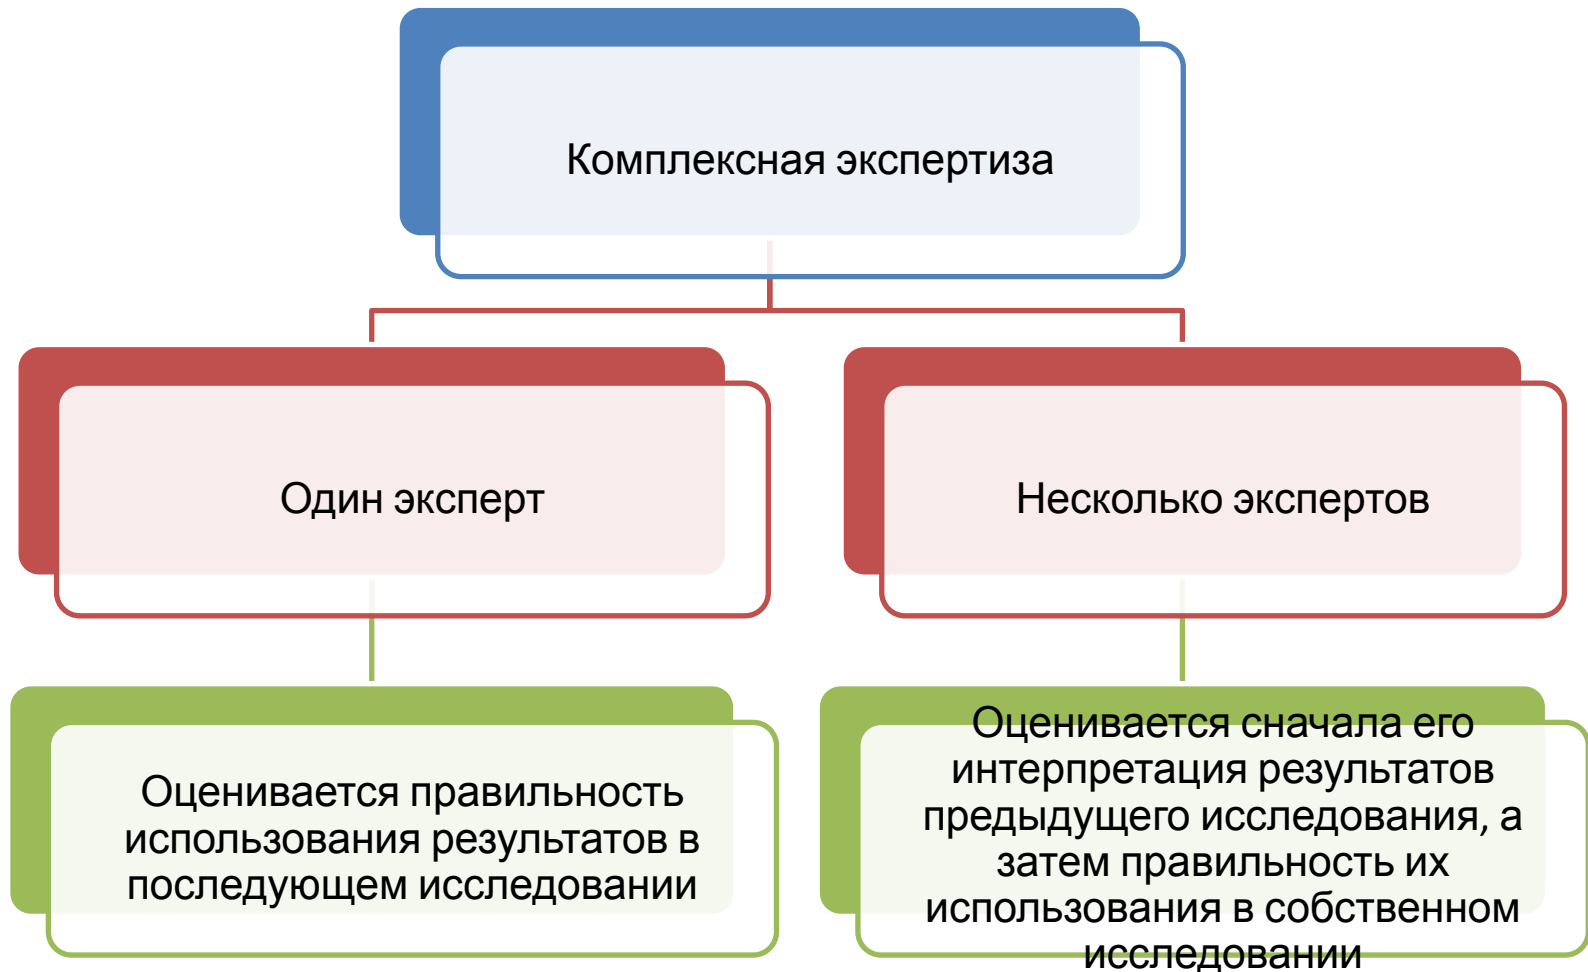 Комплексная экспертиза
Один эксперт
Несколько экспертов
Оценивается правильность
использования результатов в
последующем исследовании
Оценивается сначала его
интерпретация результатов
предыдущего исследования, а
затем правильность их
использования в собственном
исследовании